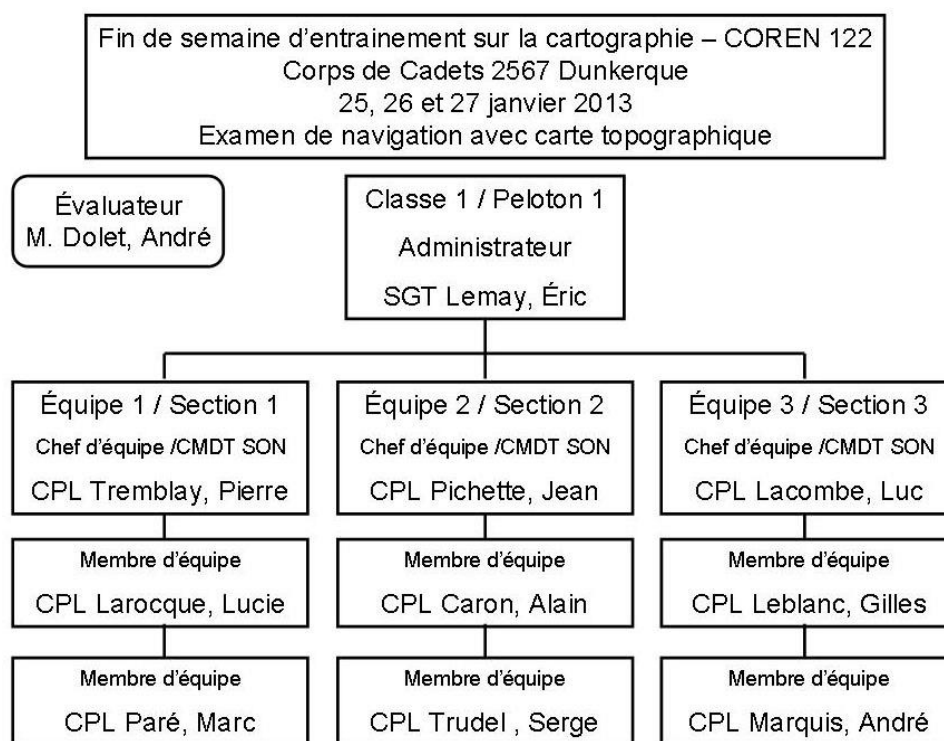 Fin de semaine d'entrainement sur la cartographie – COREN 122
Corps de Cadets 2567 Dunkerque
25, 26 et 27 janvier 2013
Examen de navigation avec carte topographique
Évaluateur
M. Dolet, André
Classe 1 / Peloton 1
Administrateur
SGT Lemay, Éric
Équipe 1 / Section 1
Chef d'équipe /CMDT SON
CPL Tremblay, Pierre
Équipe 2 / Section 2
Chef d'équipe /CMDT SON
CPL Pichette, Jean
Équipe 3 / Section 3
Chef d'équipe /CMDT SON
CPL Lacombe, Luc
Membre d'équipe
CPL Larocque, Lucie
Membre d'équipe
CPL Caron, Alain
Membre d'équipe
CPL Leblanc, Gilles
Membre d'équipe
CPL Paré, Marc
Membre d'équipe
CPL Trudel , Serge
Membre d'équipe
CPL Marquis, André